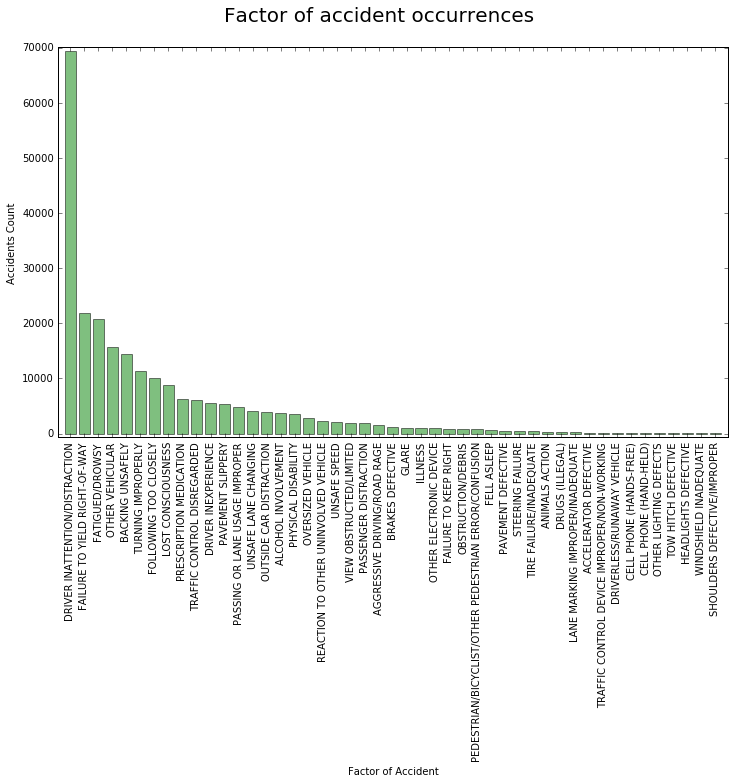 Factor of accident occurrences
70000
60000
50000
40000
30000
20000
10000
0
Accidents Count
DRIVER INATTENTION/DISTRACTION
FAILURE TO YIELD RIGHT-OF-WAY
FATIGUED/DROWSY
OTHER VEHICULAR
BACKING UNSAFELY
TURNING IMPROPERLY
FOLLOWING TOO CLOSELY
LOST CONSCIOUSNESS
PRESCRIPTION MEDICATION
TRAFFIC CONTROL DISREGARDED
DRIVER INEXPERIENCE
PAVEMENT SLIPPERY
PASSING OR LANE USAGE IMPROPER
UNSAFE LANE CHANGING
OUTSIDE CAR DISTRACTION
ALCOHOL INVOLVEMENT
PHYSICAL DISABILITY
OVERSIZED VEHICLE
REACTION TO OTHER UNINVOLVED VEHICLE
UNSAFE SPEED
VIEW OBSTRUCTED/LIMITED
PASSENGER DISTRACTION
AGGRESSIVE DRIVING/ROAD RAGE
BRAKES DEFECTIVE
GLARE
ILLNESS
OTHER ELECTRONIC DEVICE
FAILURE TO KEEP RIGHT
OBSTRUCTION/DEBRIS
PEDESTRIAN/BICYCLIST/OTHER PEDESTRIAN ERROR/CONFUSION
FELL ASLEEP
PAVEMENT DEFECTIVE
STEERING FAILURE
TIRE FAILURE/INADEQUATE
ANIMALS ACTION
DRUGS (ILLEGAL)
LANE MARKING IMPROPER/INADEQUATE
ACCELERATOR DEFECTIVE
TRAFFIC CONTROL DEVICE IMPROPER/NON-WORKING
DRIVERLESS/RUNAWAY VEHICLE
CELL PHONE (HANDS-FREE)
CELL PHONE (HAND-HELD)
OTHER LIGHTING DEFECTS
TOW HITCH DEFECTIVE
HEADLIGHTS DEFECTIVE
WINDSHIELD INADEQUATE
SHOULDERS DEFECTIVE/IMPROPER
Factor of Accident